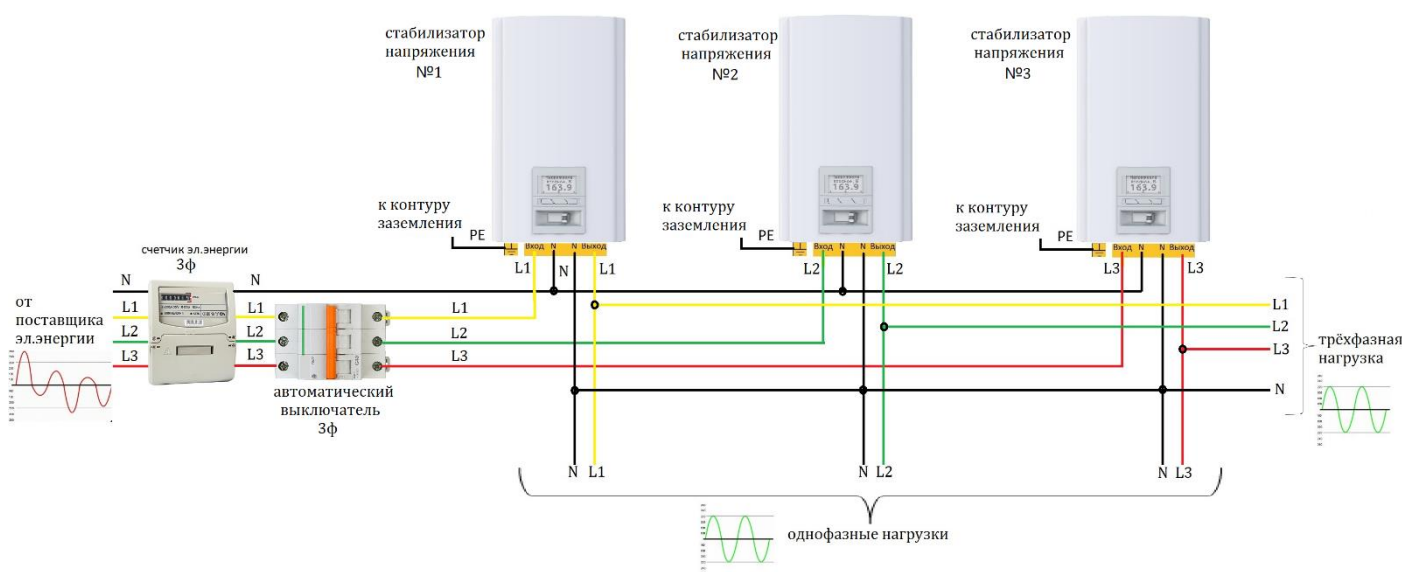 стабилизатор
напряжения
№1
стабилизатор
напряжения
№2
стабилизатор
напряжения
№3
163.9
163.9
163.9
к контуру
заземления
PE
к контуру
заземления
PE
к контуру
заземления
PE
Вход N N Выход
Вход N N Выход
Вход N N Выход
L1 N L1
L2 L2
L3 L3
счетчик эл.энергии
3ф
от
поставщика
эл.энергии
N N
L1 L1 L1
L2 L2 L2
L3 L3 L3
автоматический
выключатель
3ф
L1
L2
L3
N
трёхфазная
нагрузка
N L1
N L2
N L3
однофазные нагрузки